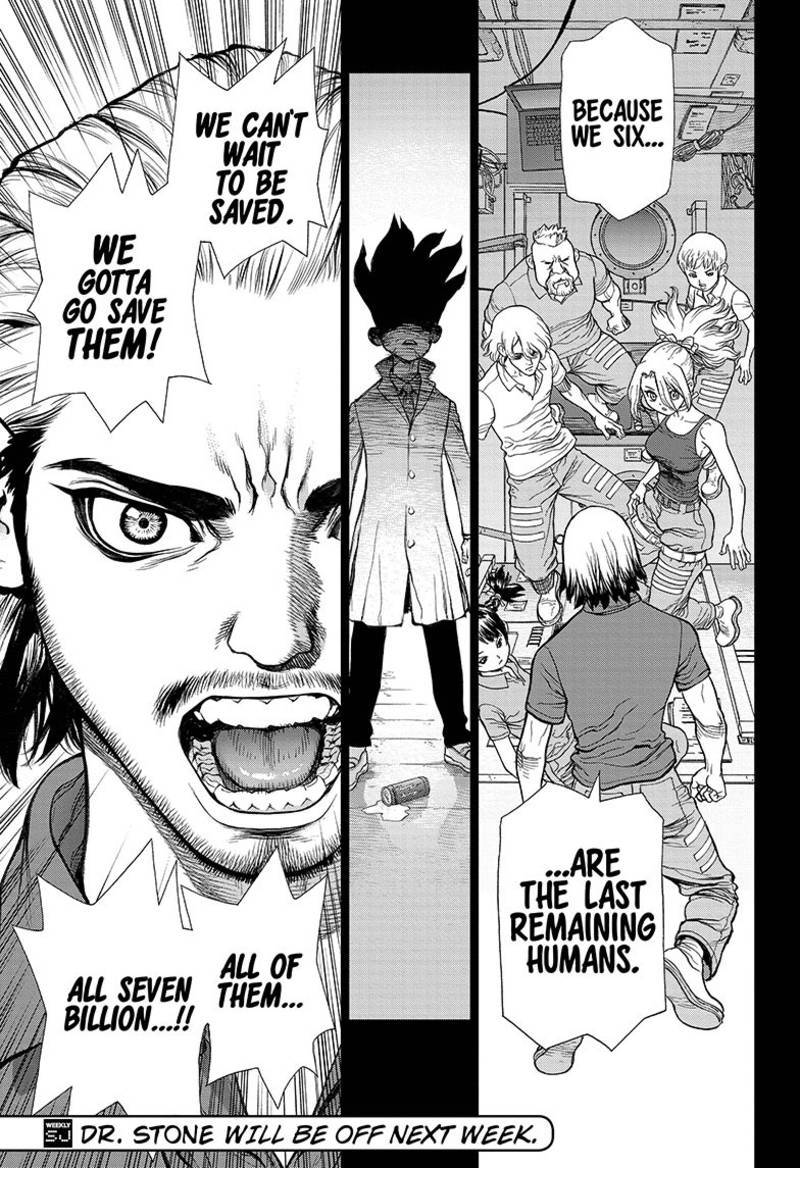 BECAUSE
WE SIX...
...ARE
THE LAST
REMAINING
HUMANS.
WE CAN'T
WAIT
TO BE
SAVED.
WE
GOTTA
GO SAVE
THEM!
ALL OF
THEM...
ALL SEVEN
BILLION...!!
WEEKLY
SJ
DR. STONE WILL BE OFF NEXT WEEK.